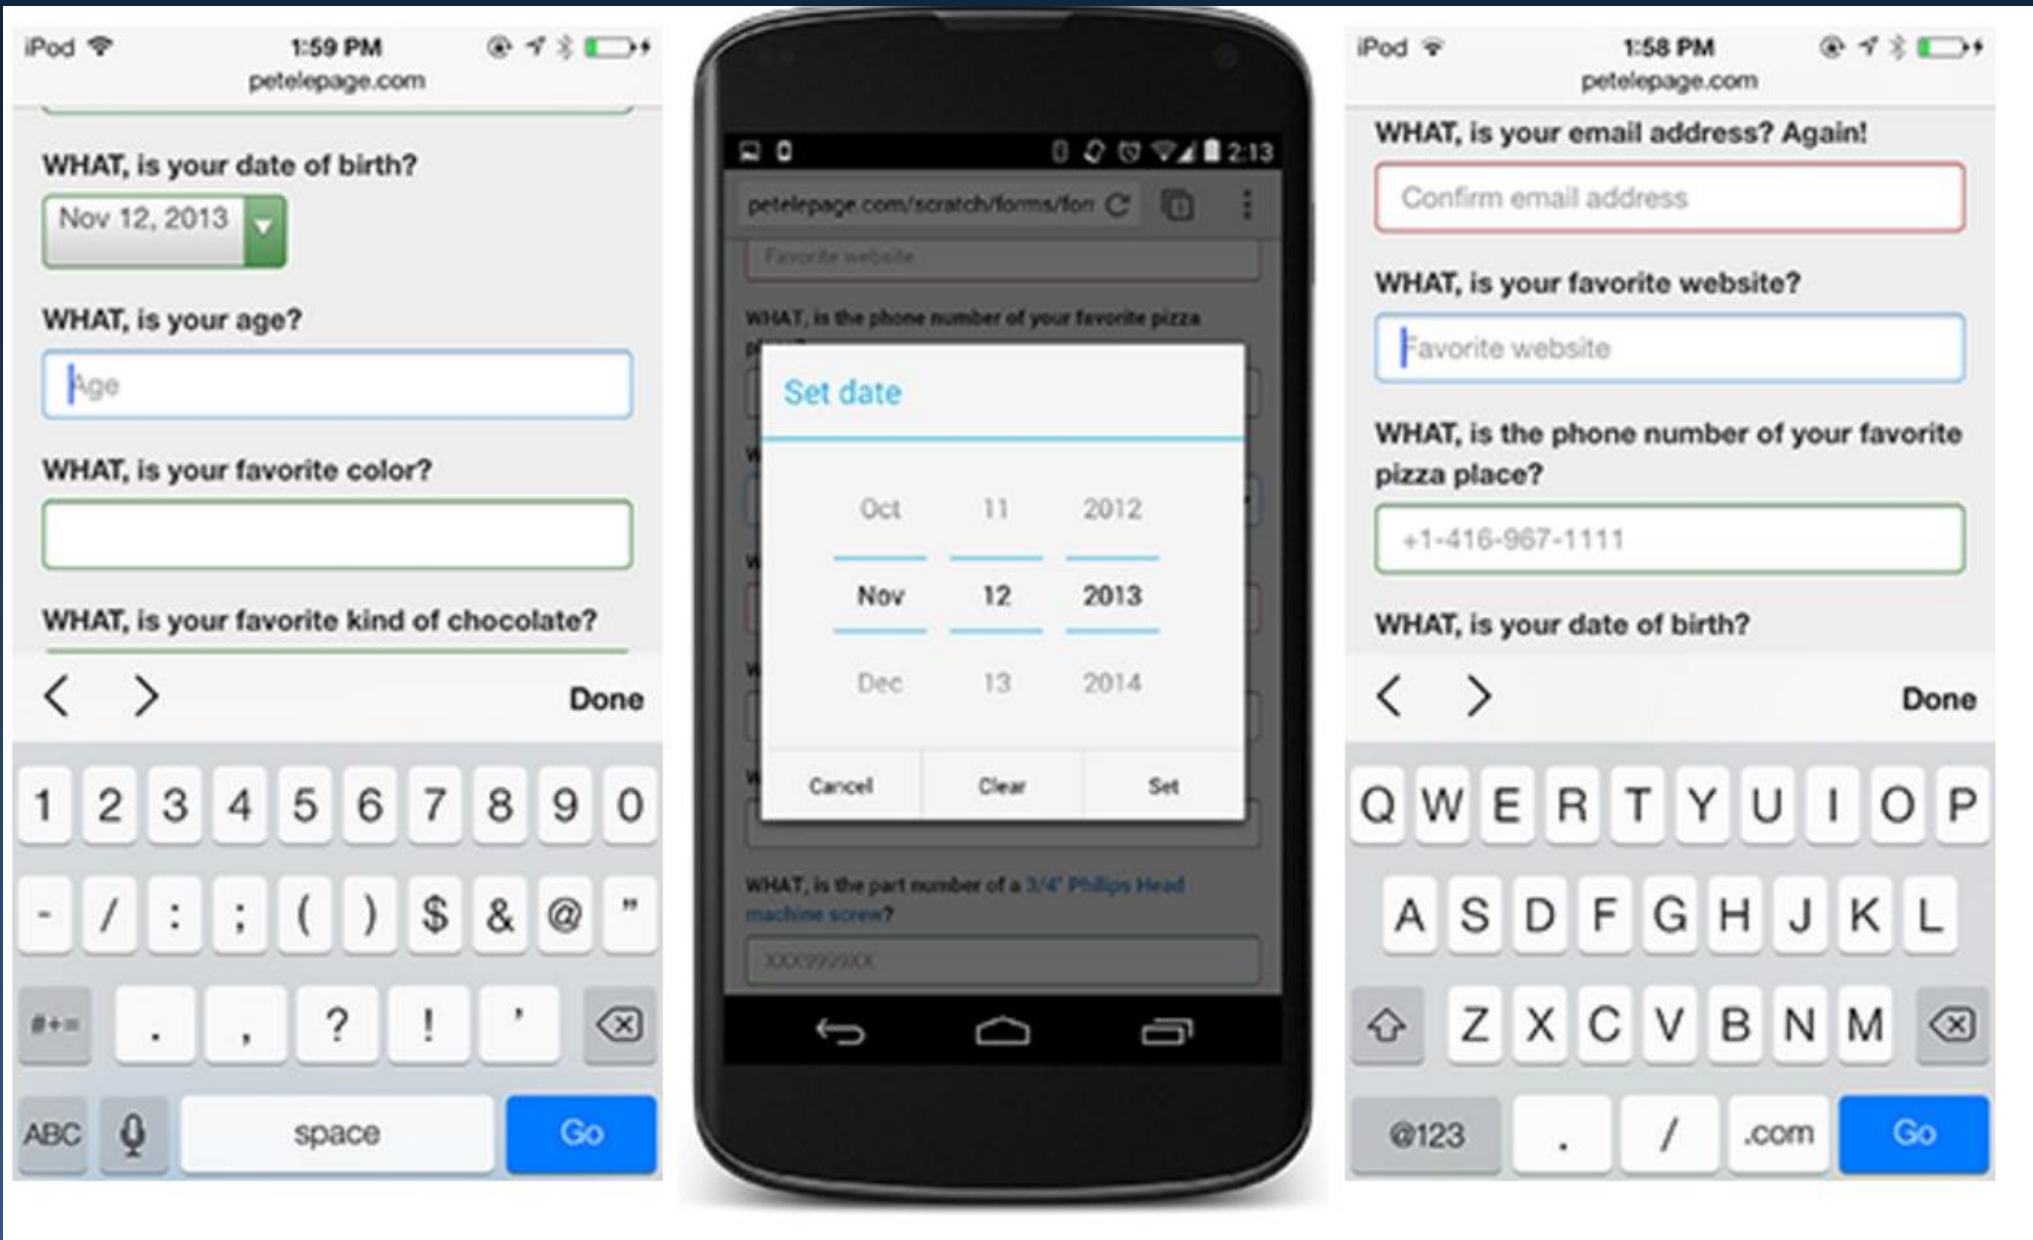 iPod 1:59 PM
petelepage.com
WHAT, is your date of birth?
Nov 12, 2013
WHAT, is your age?
Age
WHAT, is your favorite color?
WHAT, is your favorite kind of chocolate?
Done
1 2 3 4 5 6 7 8 9 0
- / : ; ( ) $ & @ "
#+= . , ? ! ' 
ABC space Go
2:13
petelepage.com/scratch/forms/for
Favorite website
WHAT, is the phone number of your favorite pizza
Set date
Oct 11 2012
Nov 12 2013
Dec 13 2014
Cancel Clear Set
WHAT, is the part number of a 3/4" Philips Head
machine screw?
XXX9999XX
iPod 1:58 PM
petelepage.com
WHAT, is your email address? Again!
Confirm email address
WHAT, is your favorite website?
Favorite website
WHAT, is the phone number of your favorite
pizza place?
+1-416-967-1111
WHAT, is your date of birth?
Done
Q W E R T Y U I O P
A S D F G H J K L
Z X C V B N M
@123 . / .com Go